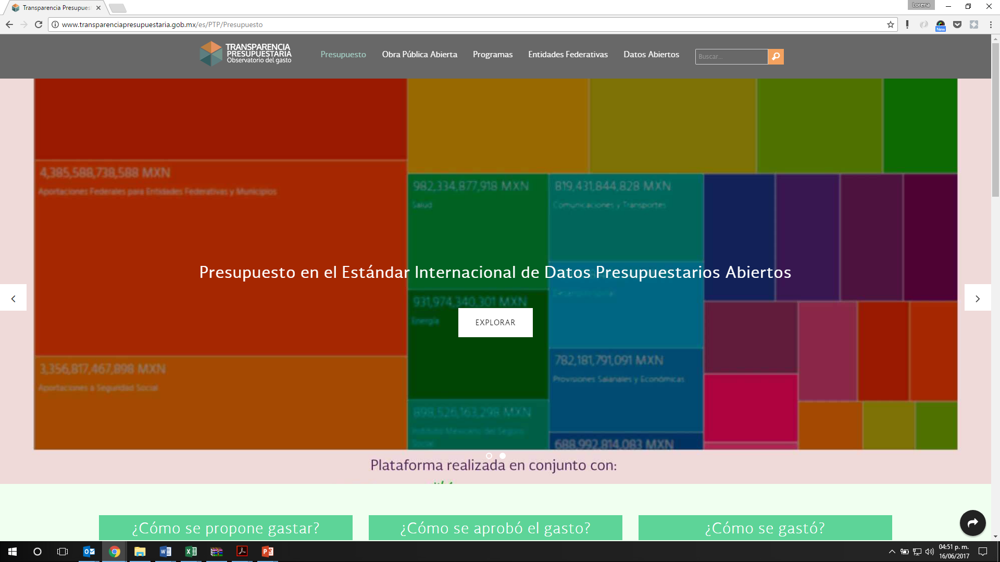 Transparencia Presupues
Lorena
www.transparenciapresupuestaria.gob.mx/es/PTP/Presupuesto
New
TRANSPARENCIA
PRESUPUESTARIA
Observatorio del gasto
Presupuesto
Obra Pública Abierta
Programas
Entidades Federativas
Datos Abiertos
Buscar...
4,385,588,738,588 MXN
Aportaciones Federales para Entidades Federativas y Municipios
982,334,877,918 MXN
Salud
819,431,844,828 MXN
Comunicaciones y Transportes
Presupuesto en el Estándar Internacional de Datos Presupuestarios Abiertos
Desarrollo Social
931,974,340,301 MXN
Energía
EXPLORAR
3,356,817,467,898 MXN
Aportaciones a Seguridad Social
782,181,791,091 MXN
Provisiones Salariales y Económicas
898,526,163,298 MXN
Instituto Mexicano del Seguro
Social
688,992,814,083 MXN
Plataforma realizada en conjunto con:
¿Cómo se propone gastar?
¿Cómo se aprobó el gasto?
¿Cómo se gastó?
04:51 p. m.
16/06/2017